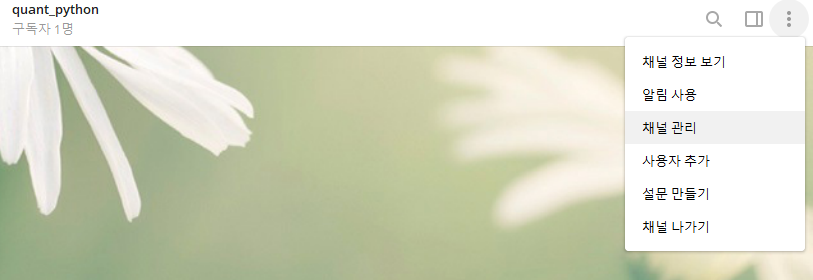 quant_python
구독자 1명
채널 정보 보기
알림 사용
채널 관리
사용자 추가
설문 만들기
채널 나가기